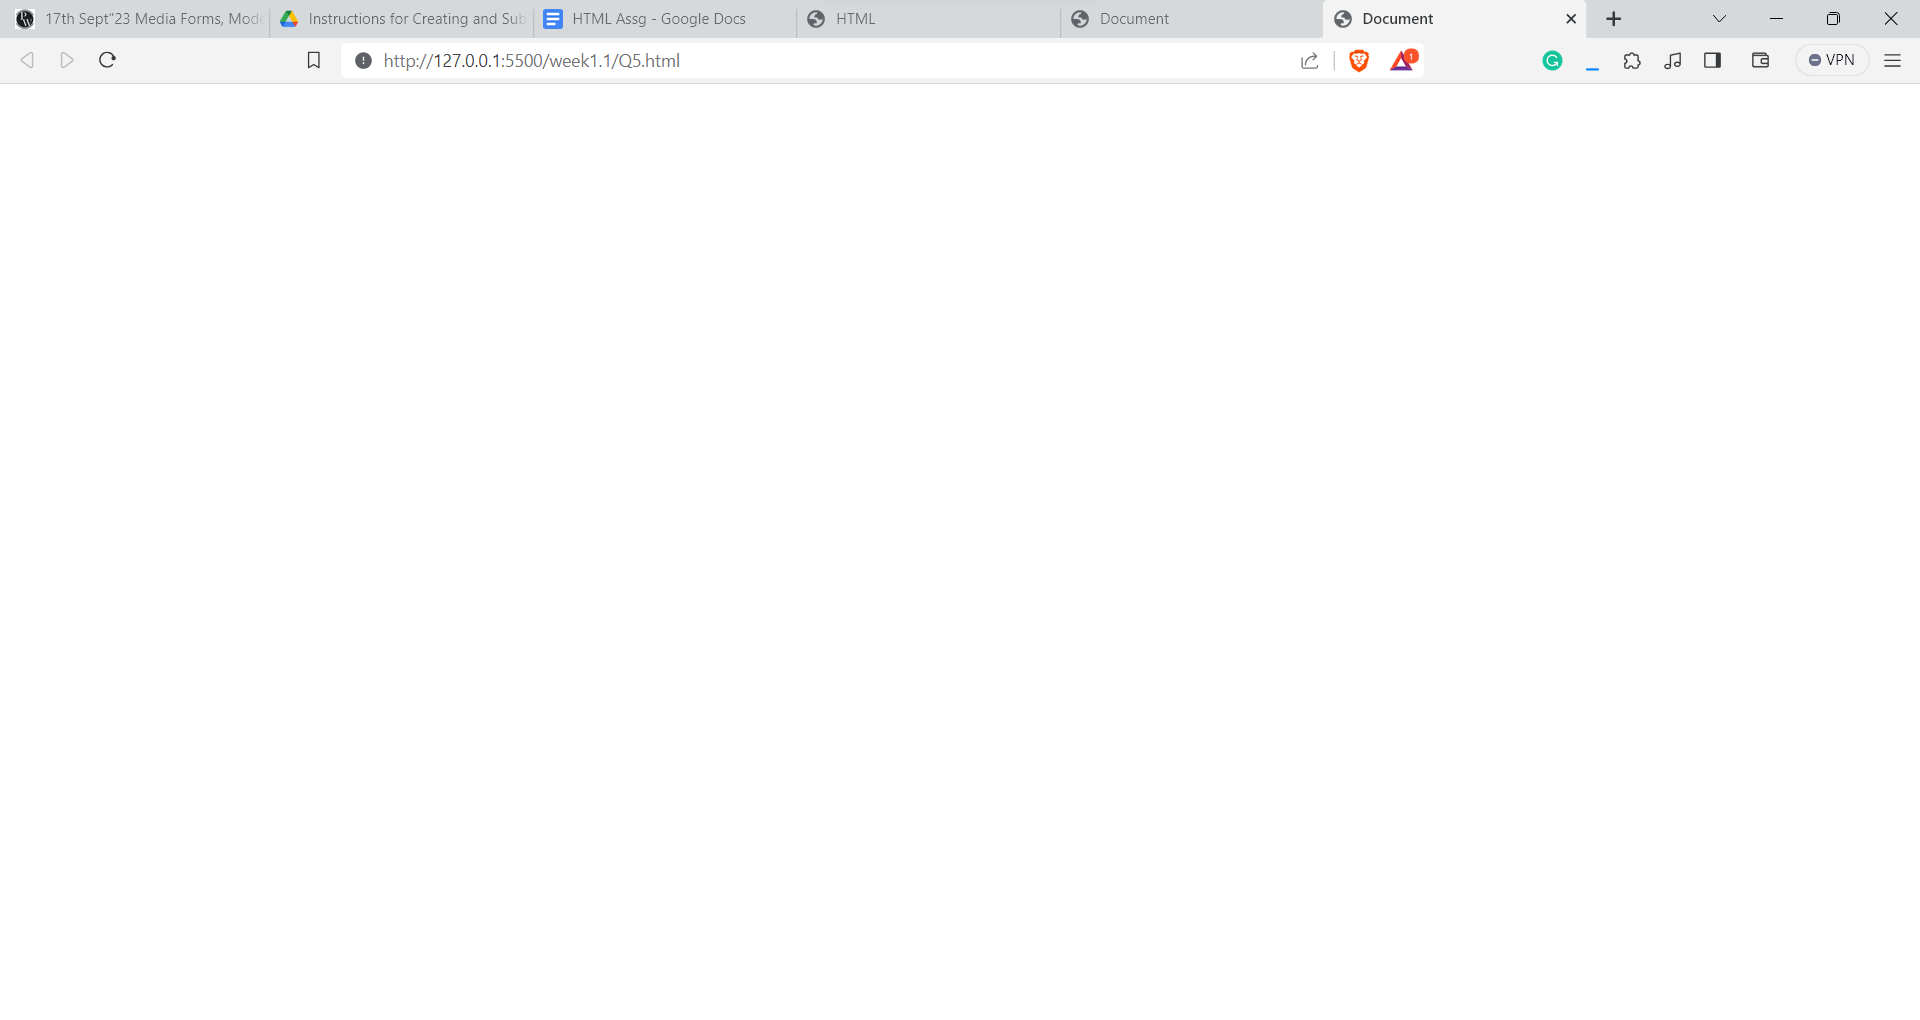 17th Sept"23 Media Forms, Mod
Instructions for Creating and Sub
HTML Assg - Google Docs
HTML
Document
Document
http://127.0.0.1:5500/week1.1/Q5.html
1
VPN